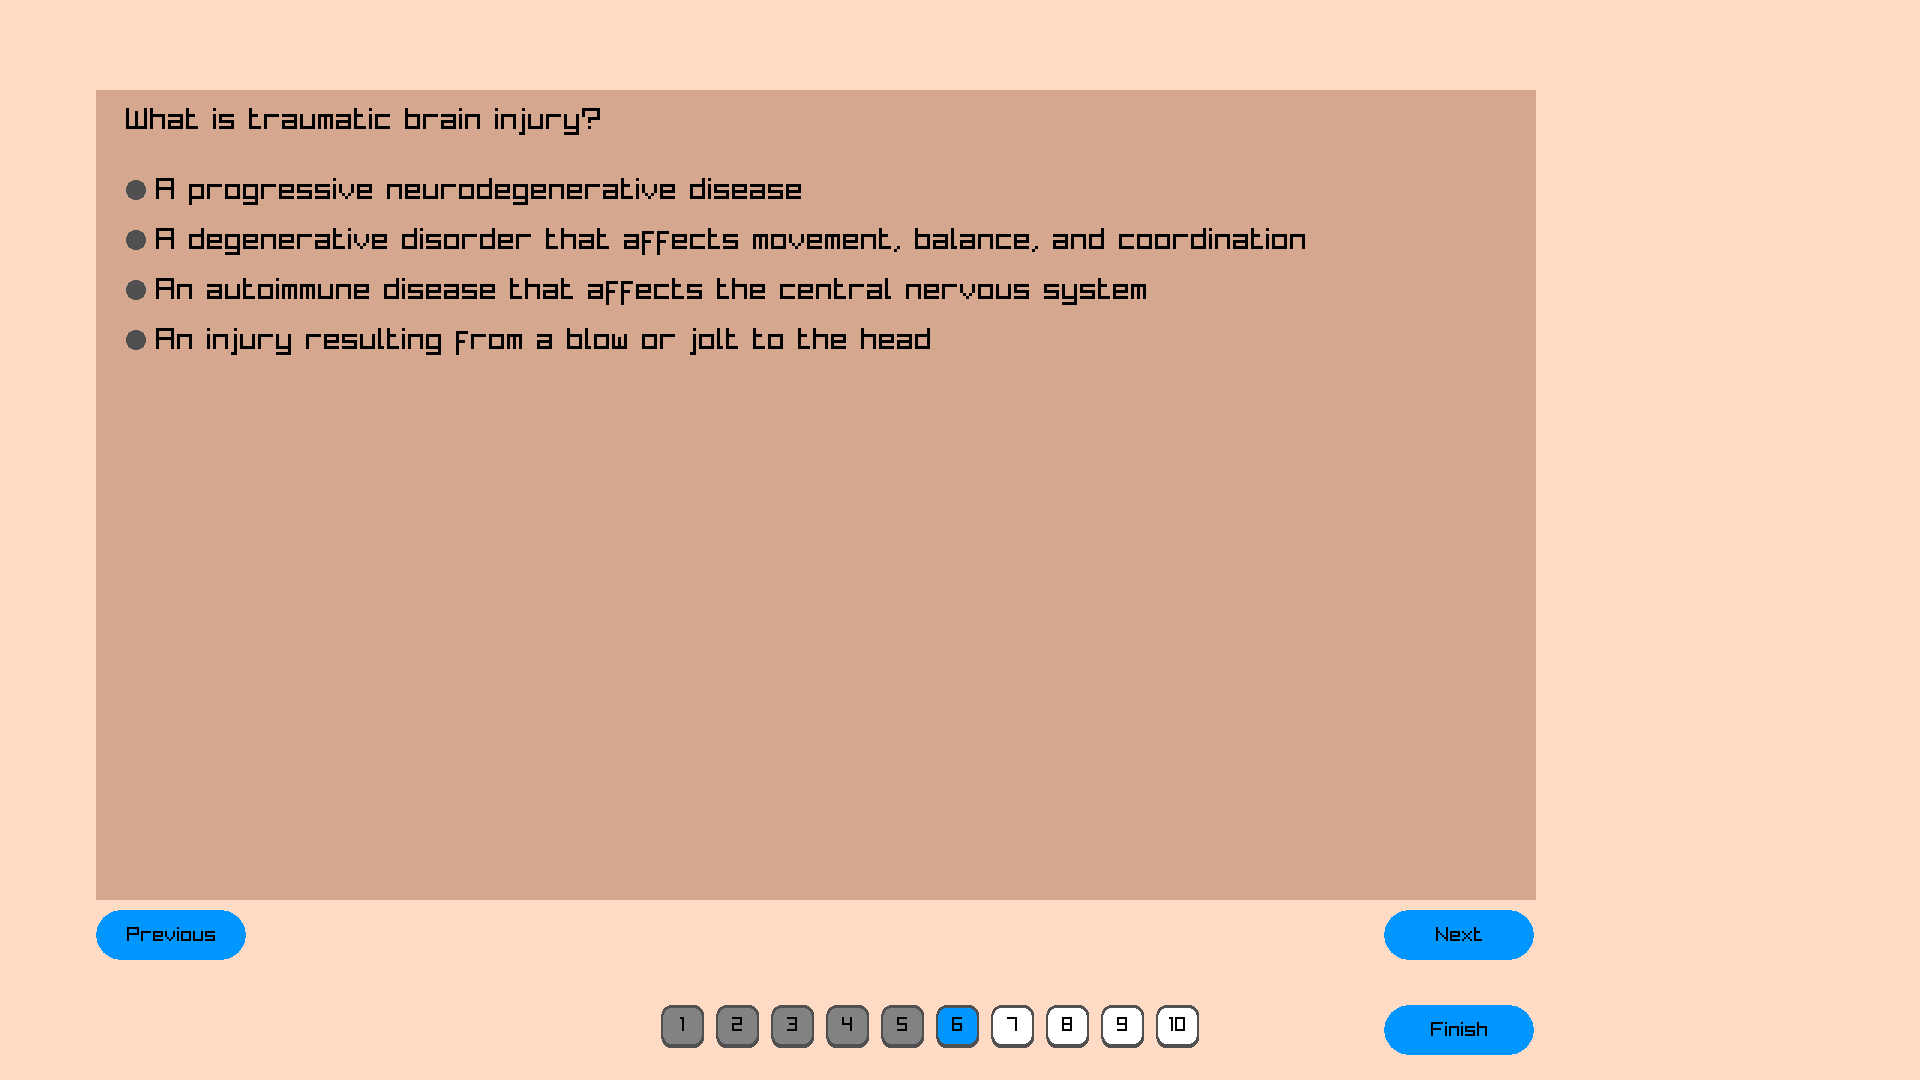 What is traumatic brain injury?
A progressive neurodegenerative disease
A degenerative disorder that affects movement, balance, and coordination
An autoimmune disease that affects the central nervous system
An injury resulting from a blow or jolt to the head
Previous
Next
1 2 3 4 5 6 7 8 9 10
Finish